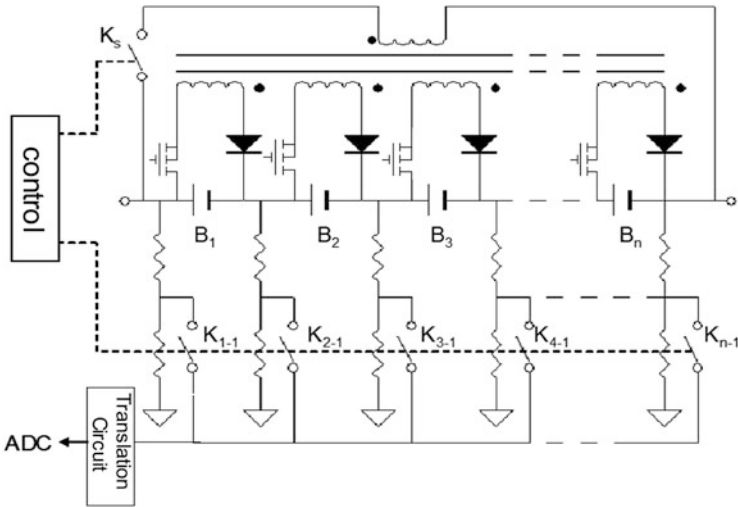 Ks
control
B1
B2
B3
Bn
K1-1
K2-1
K3-1
K4-1
Kn-1
Translation
Circuit
ADC